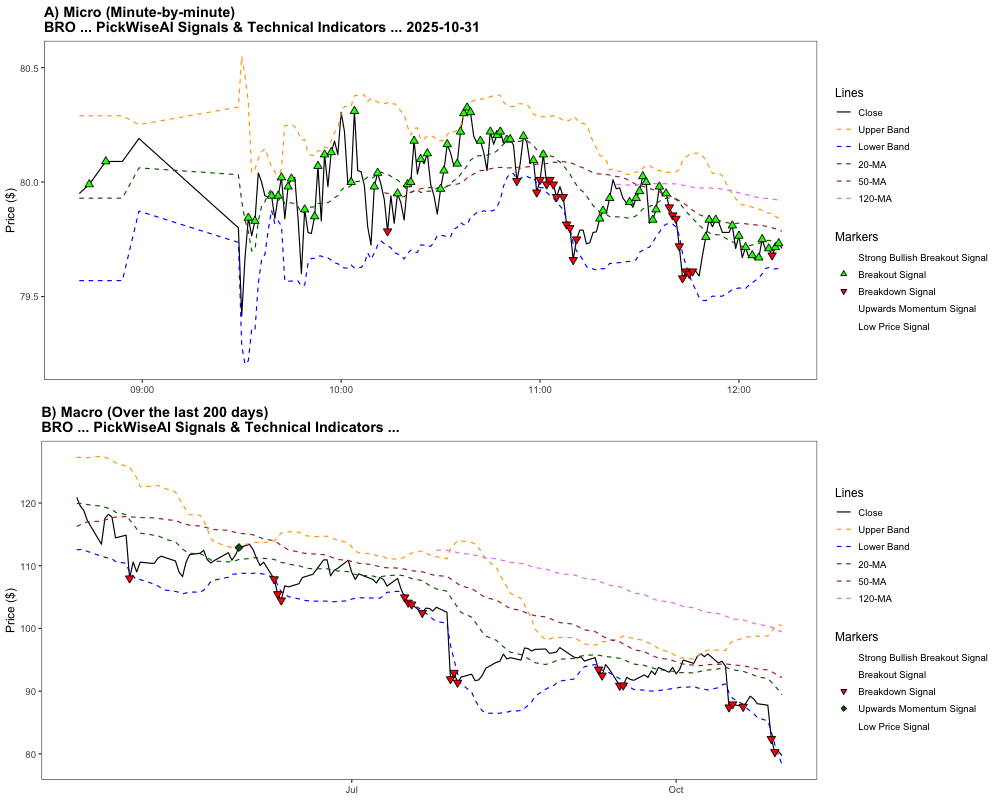 A) Micro (Minute-by-minute)
BRO ... PickWiseAI Signals & Technical Indicators ... 2025-10-31
80.5
80.0
79.5
Price ($)
09:00
10:00
11:00
12:00
Lines
Close
Upper Band
Lower Band
20-MA
50-MA
120-MA
Markers
Strong Bullish Breakout Signal
Breakout Signal
Breakdown Signal
Upwards Momentum Signal
Low Price Signal
B) Macro (Over the last 200 days)
BRO ... PickWiseAI Signals & Technical Indicators ...
120
110
100
90
80
Price ($)
Jul
Oct
Lines
Close
Upper Band
Lower Band
20-MA
50-MA
120-MA
Markers
Strong Bullish Breakout Signal
Breakout Signal
Breakdown Signal
Upwards Momentum Signal
Low Price Signal